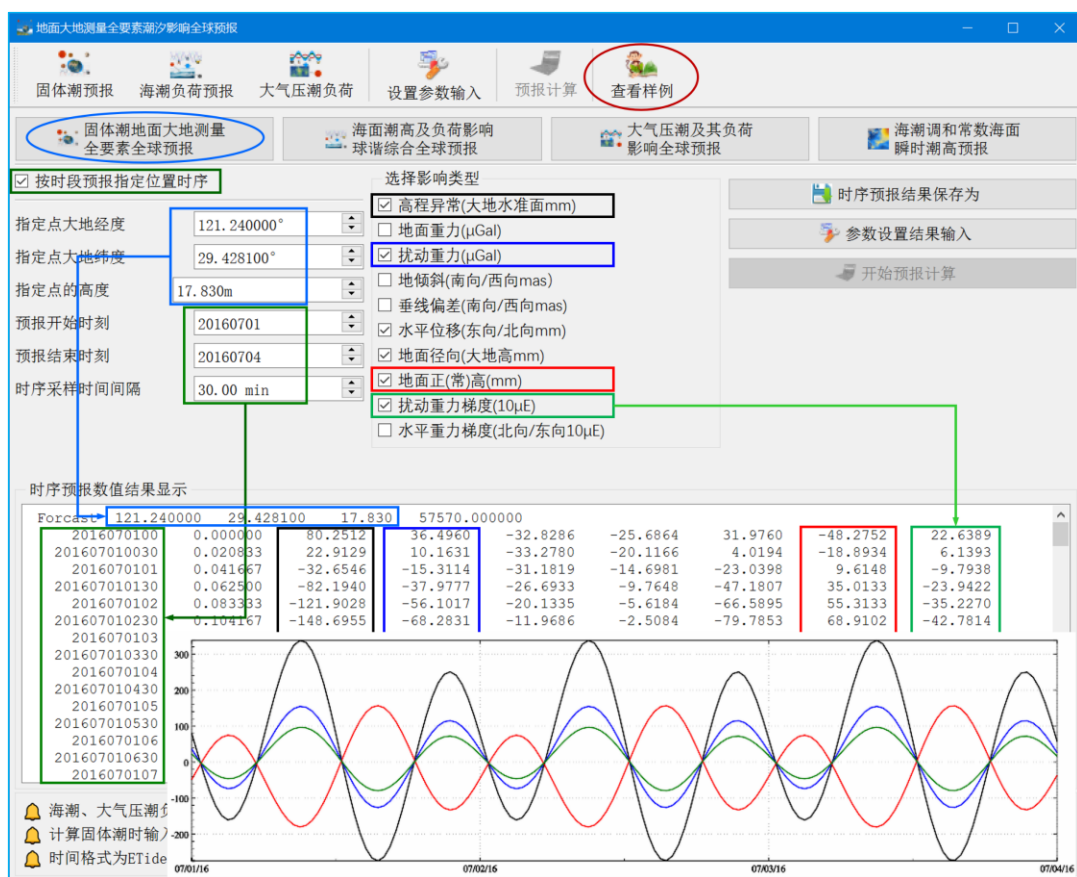 地面大地测量全要素潮汐影响全球预报
固体潮预报 海潮负荷预报 大气压潮负荷 设置参数输入 预报计算 查看样例
固体潮地面大地测量
全要素全球预报
海面潮高及负荷影响
球谐综合全球预报
大气压潮及其负荷
影响全球预报
海潮调和常数海面
瞬时潮高预报
按时段预报指定位置时序
指定点大地经度 121.240000°
指定点大地纬度 29.428100°
指定点的高度 17.830m
预报开始时刻 20160701
预报结束时刻 20160704
时序采样时间间隔 30.00 min
选择影响类型
高程异常(大地水准面mm)
地面重力(μGal)
扰动重力(μGal)
地倾斜(南向/西向mas)
垂线偏差(南向/西向mas)
水平位移(东向/北向mm)
地面径向(大地高mm)
地面正(常)高(mm)
扰动重力梯度(10μE)
水平重力梯度(北向/东向10μE)
时序预报结果保存为
参数设置结果输入
开始预报计算
时序预报数值结果显示
Forcast 121.240000 29.428100 17.830 57570.000000
2016070100 0.000000 80.2512 36.4960 -32.8286 -25.6864 31.9760 -48.2752 22.6389
201607010030 0.020833 22.9129 10.1631 -33.2780 -20.1166 4.0194 -18.8934 6.1393
2016070101 0.041667 -32.6546 -15.3114 -31.1819 -14.6981 -23.0398 9.6148 -9.7938
201607010130 0.062500 -82.1940 -37.9777 -26.6933 -9.7648 -47.1807 35.0133 -23.9422
2016070102 0.083333 -121.9028 -56.1017 -20.1335 -5.6184 -66.5895 55.3133 -35.2270
201607010230 0.104167 -148.6955 -68.2831 -11.9686 -2.5084 -79.7853 68.9102 -42.7814
2016070103
201607010330
2016070104
201607010430
2016070105
201607010530
2016070106
201607010630
2016070107
300
200
100
0
-100
-200
07/01/16 07/02/16 07/03/16 07/04/16
海潮、大气压潮
计算固体潮时输
时间格式为ETide